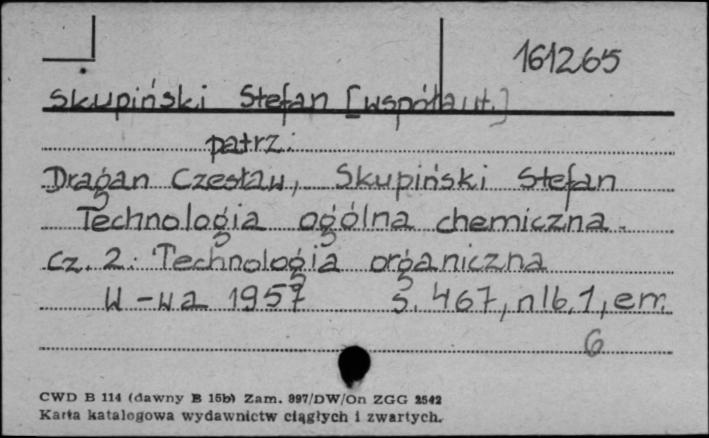 161265
Skupiński Stefan [współaut.]
patrz:
Dragan Czesław, Skupiński Stefan
Technologia ogólna chemiczna.
Cz. 2: Technologia organiczna
W-wa 1957 s. 467, nlb. 1, err.
6
CWD B 114 (dawny B 15b) Zam. 997/DW/On ZGG 2542
Karta katalogowa wydawnictw ciągłych i zwartych.